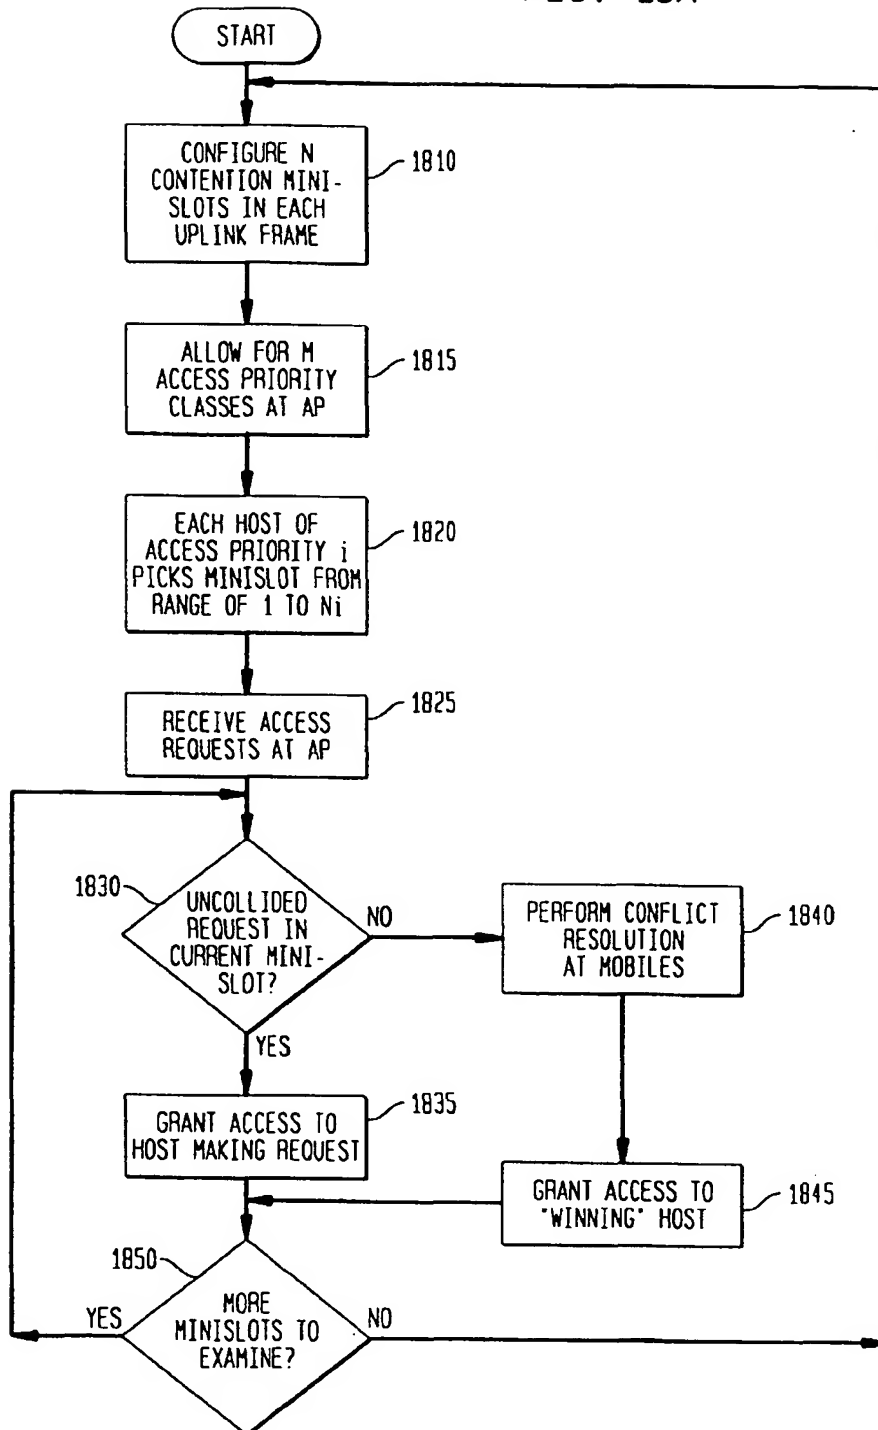 START
CONFIGURE N
CONTENTION MINI-
SLOTS IN EACH
UPLINK FRAME
1810
ALLOW FOR M
ACCESS PRIORITY
CLASSES AT AP
1815
EACH HOST OF
ACCESS PRIORITY i
PICKS MINISLOT FROM
RANGE OF 1 TO Ni
1820
RECEIVE ACCESS
REQUESTS AT AP
1825
1830
UNCOLLIDED
REQUEST IN
CURRENT MINI-
SLOT?
NO
YES
PERFORM CONFLICT
RESOLUTION
AT MOBILES
1840
GRANT ACCESS TO
HOST MAKING REQUEST
1835
GRANT ACCESS TO
"WINNING" HOST
1845
1850
MORE
MINISLOTS TO
EXAMINE?
YES
NO